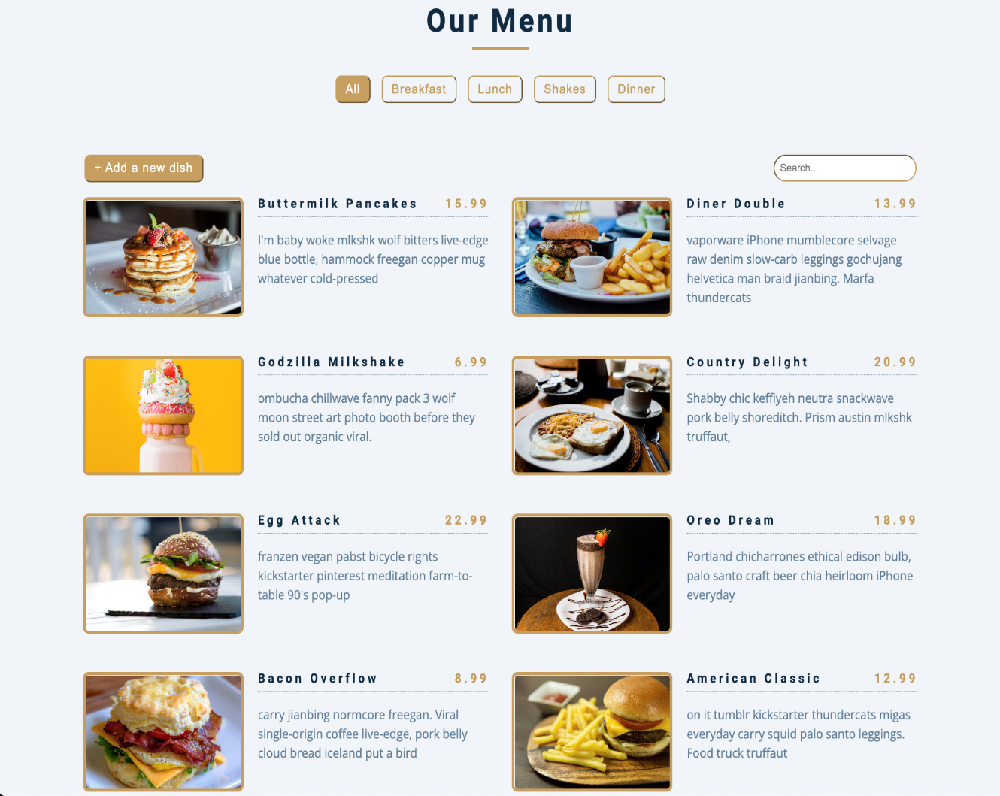 Our Menu
All
Breakfast
Lunch
Shakes
Dinner
+ Add a new dish
Search...
Buttermilk Pancakes 15.99
I'm baby woke mlkshk wolf bitters live-edge
blue bottle, hammock freegan copper mug
whatever cold-pressed
Diner Double 13.99
vaporware iPhone mumblecore selvage
raw denim slow-carb leggings gochujang
helvetica man braid jianbing. Marfa
thundercats
Godzilla Milkshake 6.99
ombucha chillwave fanny pack 3 wolf
moon street art photo booth before they
sold out organic viral.
Country Delight 20.99
Shabby chic keffiyeh neutra snackwave
pork belly shoreditch. Prism austin mlkshk
truffaut,
Egg Attack 22.99
franzen vegan pabst bicycle rights
kickstarter pinterest meditation farm-to-
table 90's pop-up
Oreo Dream 18.99
Portland chicharrones ethical edison bulb,
palo santo craft beer chia heirloom iPhone
everyday
Bacon Overflow 8.99
carry jianbing normcore freegan. Viral
single-origin coffee live-edge, pork belly
cloud bread iceland put a bird
American Classic 12.99
on it tumblr kickstarter thundercats migas
everyday carry squid palo santo leggings.
Food truck truffaut